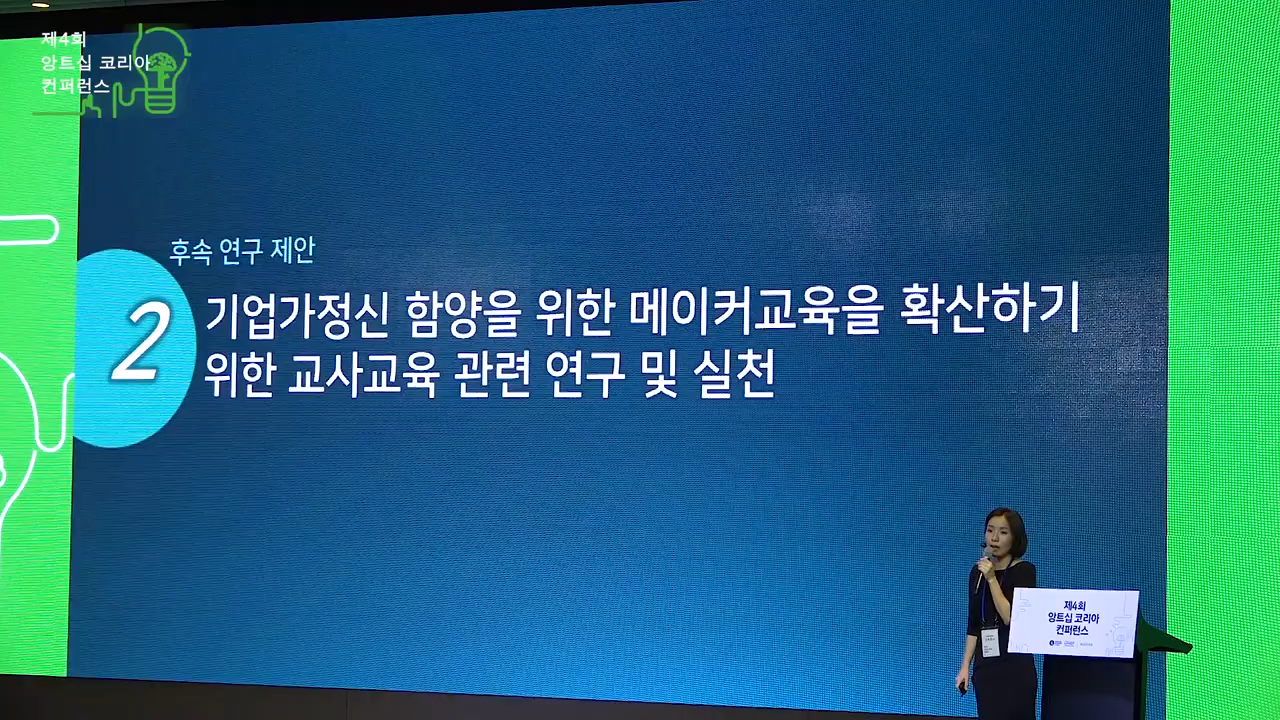 제4회
앙트십 코리아
컨퍼런스
후속 연구 제안
2
기업가정신 함양을 위한 메이커교육을 확산하기
위한 교사교육 관련 연구 및 실천
제4회
앙트십 코리아
컨퍼런스